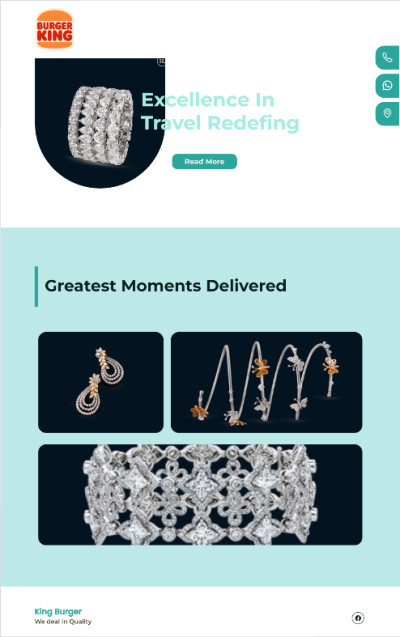 BURGER
KING
Excellence In
Travel Redefing
Read More
Greatest Moments Delivered
King Burger
We deal in Quality